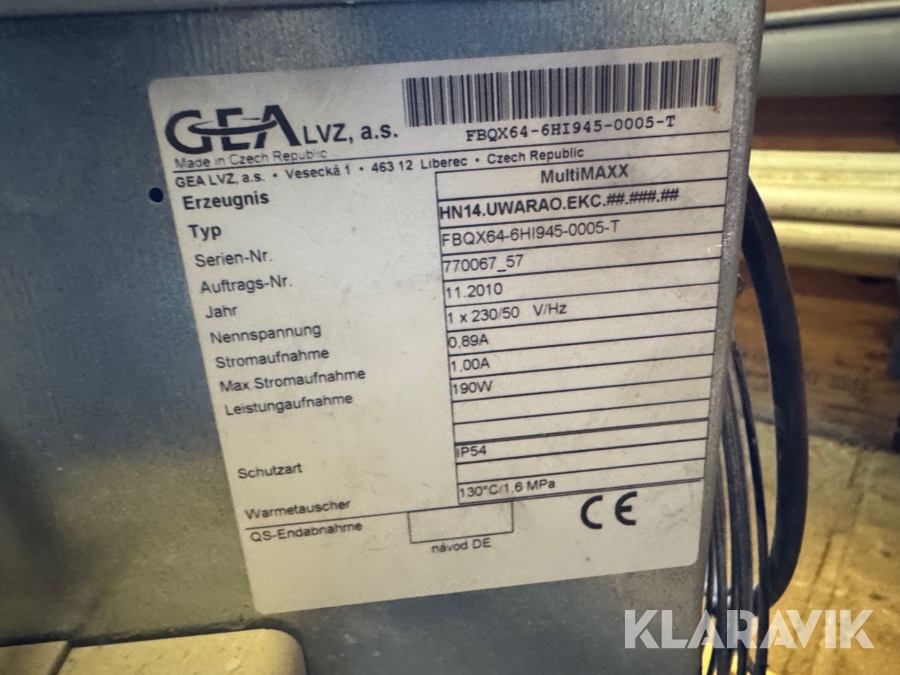 GEA LVZ, a.s.
FBQX64-6HI945-0005-T
Made in Czech Republic
GEA LVZ, a.s. • Vesecká 1 • 463 12 Liberec • Czech Republic
Erzeugnis MultiMAXX
Typ HN14.UWARAO.EKC.##.###.##
Serien-Nr. FBQX64-6HI945-0005-T
Auftrags-Nr. 770067_57
Jahr 11.2010
Nennspannung 1 x 230/50 V/Hz
Stromaufnahme 0,89A
Max.Stromaufnahme 1,00A
Leistungaufnahme 190W
Schutzart IP54
Warmetauscher 130°C/1,6 MPa
QS-Endabnahme
CE
návod DE
KLARAVIK